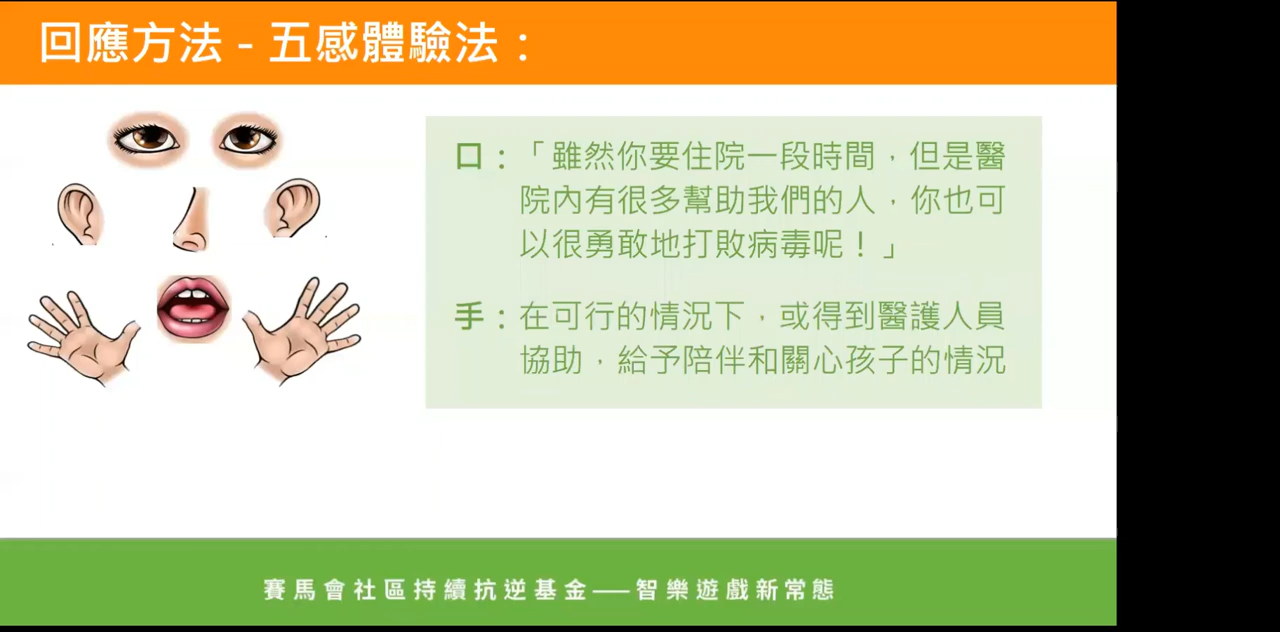 回應方法 - 五感體驗法：
口：「雖然你要住院一段時間，但是醫
院內有很多幫助我們的人，你也可
以很勇敢地打敗病毒呢！」
手：在可行的情況下，或得到醫護人員
協助，給予陪伴和關心孩子的情況
賽馬會社區持續抗逆基金——智樂遊戲新常態